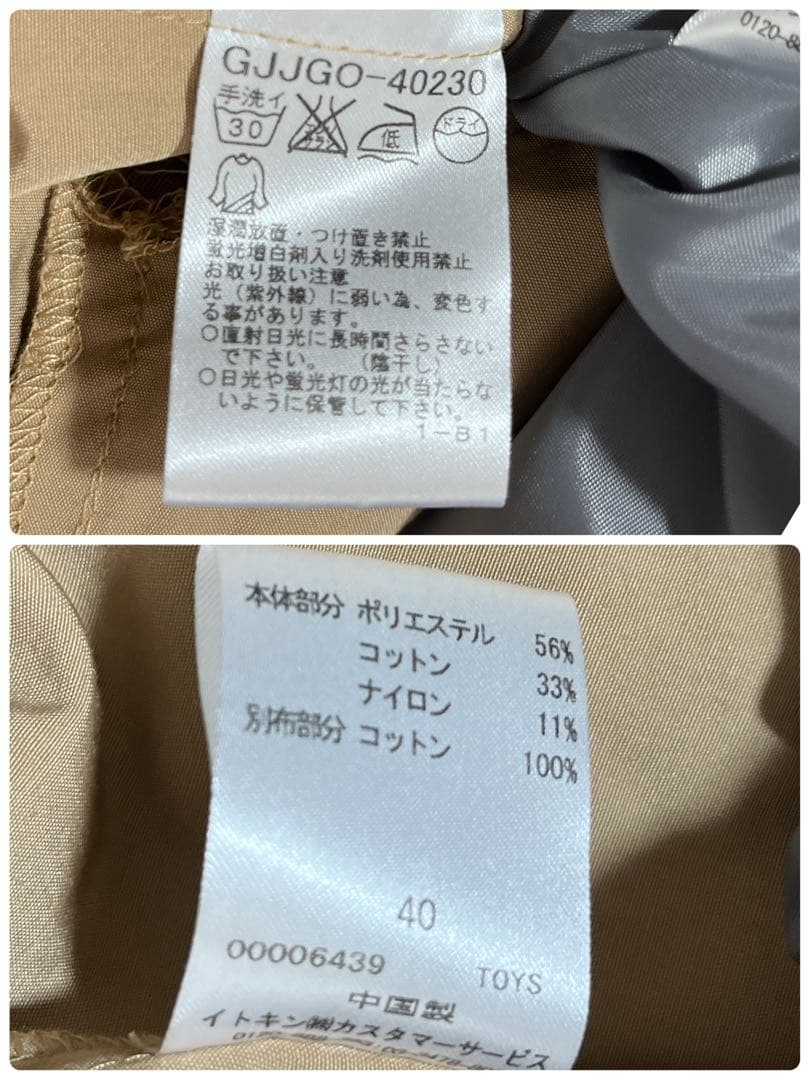 0120-84
GJJGO-40230
手洗イ
30
エンソ
サラシ
低
ドライ
湿潤放置・つけ置き禁止
蛍光増白剤入り洗剤使用禁止
お取り扱い注意
光(紫外線)に弱い為、変色す
る事があります。
○直射日光に長時間さらさない
で下さい。 (陰干し)
○日光や蛍光灯の光が当たらな
いように保管して下さい。
1-B1
本体部分 ポリエステル 56%
コットン 33%
ナイロン 11%
別布部分 コットン 100%
40
00006439 TOYS
中国製
イトキン㈱カスタマーサービス